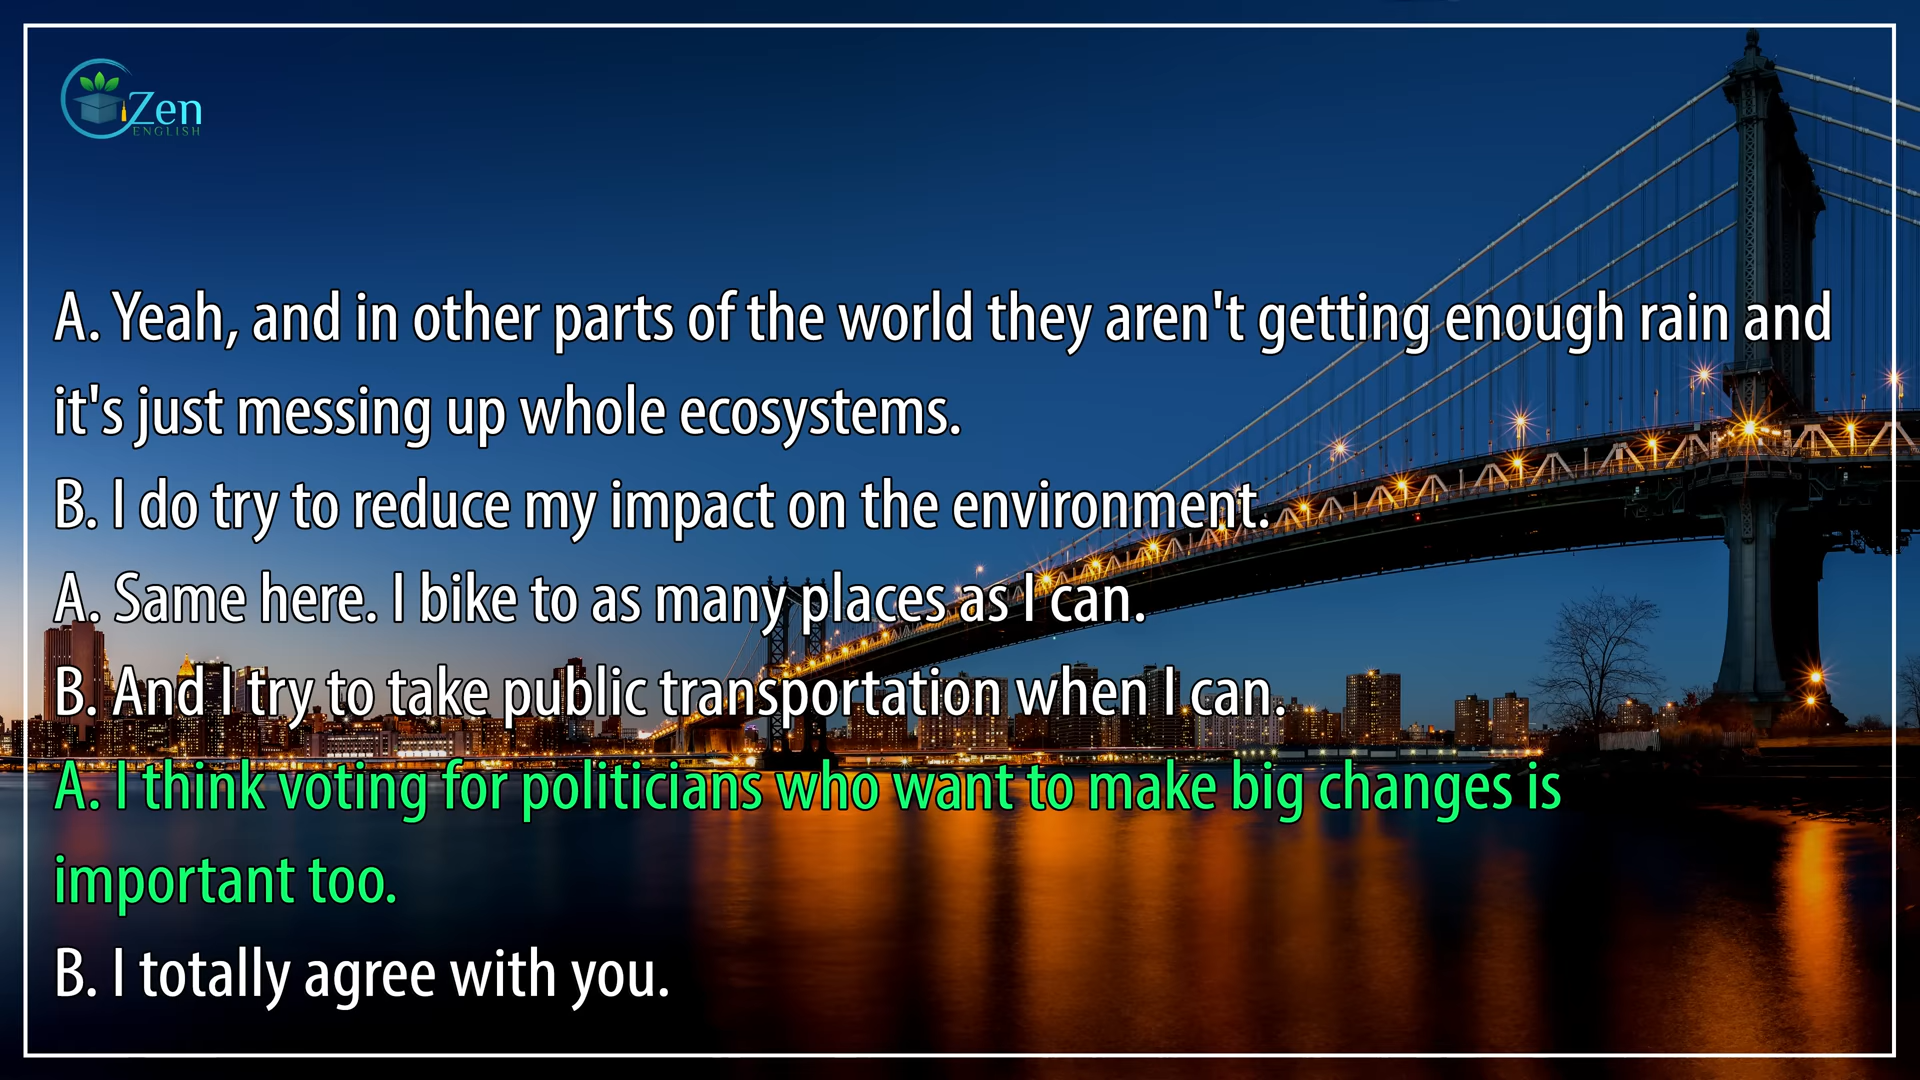 Zen
ENGLISH
A. Yeah, and in other parts of the world they aren't getting enough rain and
it's just messing up whole ecosystems.
B. I do try to reduce my impact on the environment.
A. Same here. I bike to as many places as I can.
B. And I try to take public transportation when I can.
A. I think voting for politicians who want to make big changes is
important too.
B. I totally agree with you.